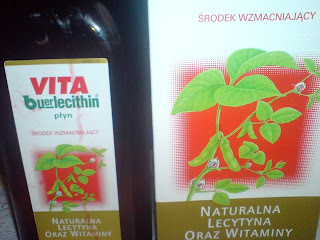 VITA
buerlecithin®
płyn
ŚRODEK WZMACNIAJĄCY
NATURALNA
LECYTYNA
ORAZ WITAMINY
ŚRODEK WZMACNIAJĄCY
NATURALNA
LECYTYNA
ORAZ WITAMINY